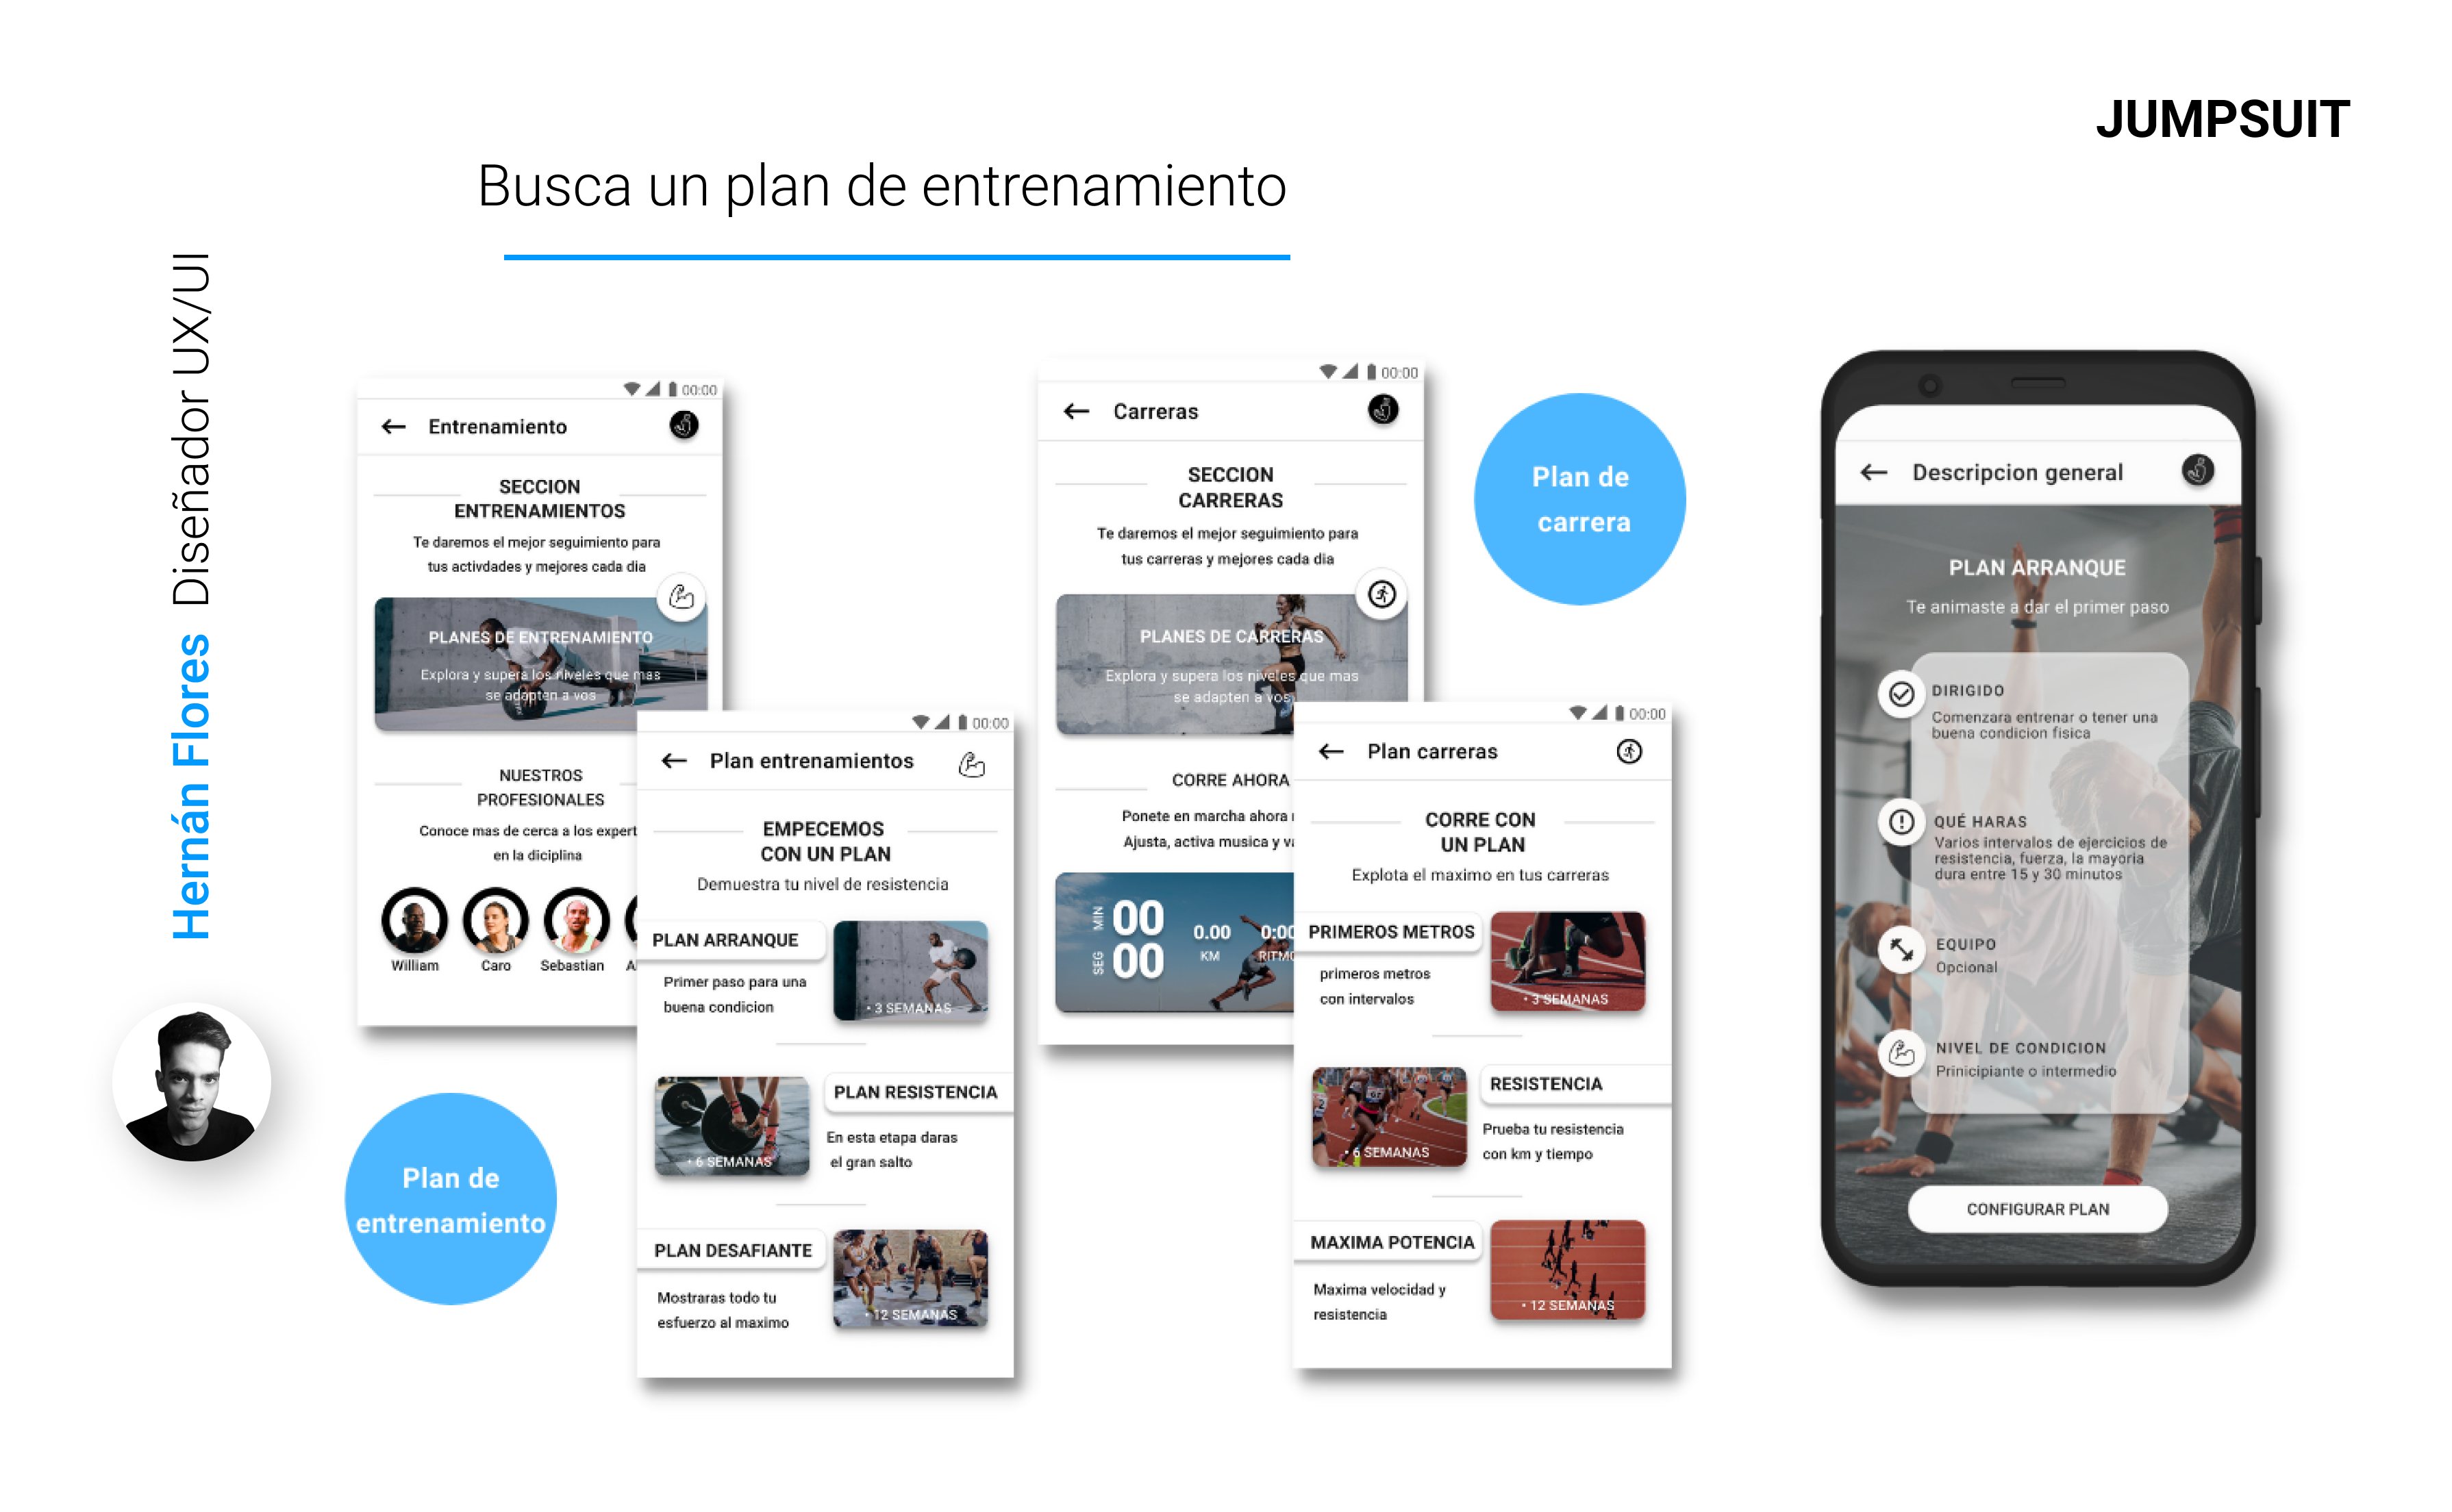 JUMPSUIT
Busca un plan de entrenamiento
Hernán Flores Diseñador UX/UI
00:00
Entrenamiento
SECCION
ENTRENAMIENTOS
Te daremos el mejor seguimiento para
tus activdades y mejores cada dia
PLANES DE ENTRENAMIENTO
Explora y supera los niveles que mas
se adapten a vos
NUESTROS
PROFESIONALES
Conoce mas de cerca a los expert
en la diciplina
William Caro Sebastian A
Plan de
entrenamiento
00:00
Plan entrenamientos
EMPECEMOS
CON UN PLAN
Demuestra tu nivel de resistencia
PLAN ARRANQUE
Primer paso para una
buena condicion
• 3 SEMANAS
PLAN RESISTENCIA
En esta etapa daras
el gran salto
• 6 SEMANAS
PLAN DESAFIANTE
Mostraras todo tu
esfuerzo al maximo
• 12 SEMANAS
00:00
Carreras
SECCION
CARRERAS
Te daremos el mejor seguimiento para
tus carreras y mejores cada dia
PLANES DE CARRERAS
Explora y supera los niveles que mas
se adapten a vos
CORRE AHORA
Ponete en marcha ahora
Ajusta, activa musica y v
MIN 00
SEG 00
0.00
KM
0:00
RITMO
Plan de
carrera
00:00
Plan carreras
CORRE CON
UN PLAN
Explota el maximo en tus carreras
PRIMEROS METROS
primeros metros
con intervalos
• 3 SEMANAS
RESISTENCIA
Prueba tu resistencia
con km y tiempo
• 6 SEMANAS
MAXIMA POTENCIA
Maxima velocidad y
resistencia
• 12 SEMANAS
Descripcion general
PLAN ARRANQUE
Te animaste a dar el primer paso
DIRIGIDO
Comenzara entrenar o tener una
buena condicion fisica
QUÉ HARAS
Varios intervalos de ejercicios de
resistencia, fuerza, la mayoria
dura entre 15 y 30 minutos
EQUIPO
Opcional
NIVEL DE CONDICION
Prinicipiante o intermedio
CONFIGURAR PLAN